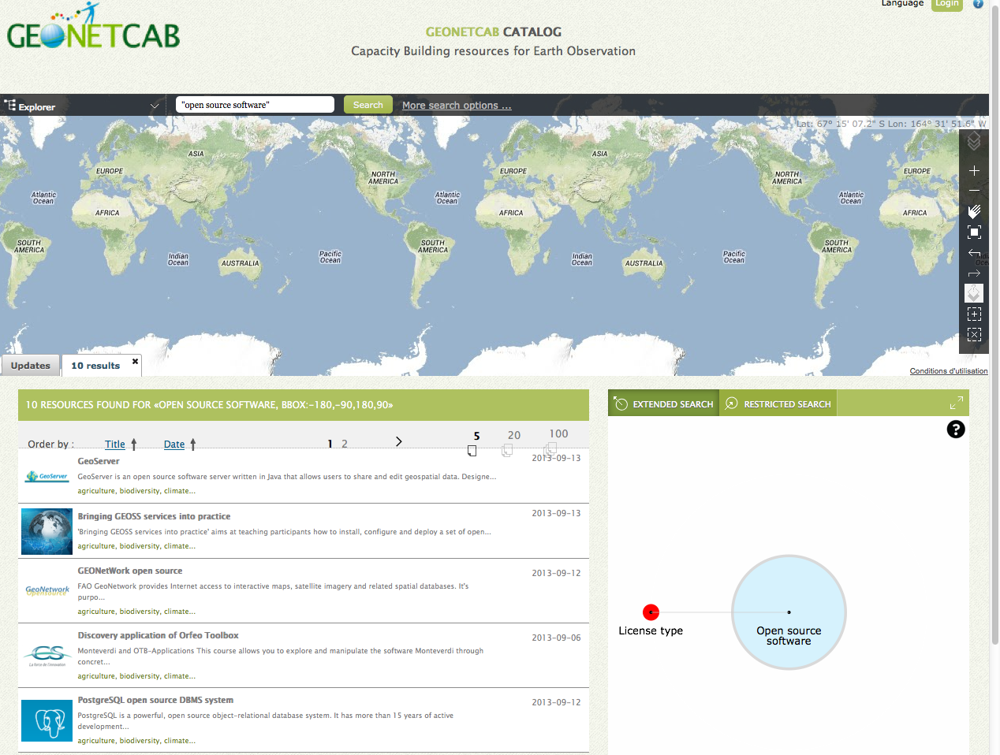 Language
Login
?
GEONETCAB
GEONETCAB CATALOG
Capacity Building resources for Earth Observation
Explorer
"open source software"
Search
More search options ...
Lat: 67° 15' 07.2" S Lon: 164° 31' 51.6" W
ASIA
ASIA
EUROPE
NORTH AMERICA
EUROPE
NORTH AMERICA
EUROPE
Atlantic Ocean
Atlantic Ocean
Atlantic Ocean
AFRICA
AFRICA
AFRICA
SOUTH AMERICA
Indian Ocean
AUSTRALIA
Pacific Ocean
SOUTH AMERICA
Indian Ocean
AUSTRALIA
Pacific Ocean
SOUTH AMERICA
Updates
10 results
Conditions d'utilisation
10 RESOURCES FOUND FOR «OPEN SOURCE SOFTWARE, BBOX:-180,-90,180,90»
Order by :
Title
Date
1 2
5
20
100
GeoServer
2013-09-13
GeoServer
GeoServer is an open source software server written in Java that allows users to share and edit geospatial data. Designe...
agriculture, biodiversity, climate...
Bringing GEOSS services into practice
2013-09-13
'Bringing GEOSS services into practice' aims at teaching participants how to install, configure and deploy a set of open...
agriculture, biodiversity, climate...
GEONetWork open source
2013-09-12
GeoNetwork
Opensource
FAO GeoNetwork provides Internet access to interactive maps, satellite imagery and related spatial databases. It's
purpo...
agriculture, biodiversity, climate...
Discovery application of Orfeo Toolbox
2013-09-06
CS
La force de l'innovation
Monteverdi and OTB-Applications This course allows you to explore and manipulate the software Monteverdi through
concret...
agriculture, biodiversity, climate...
PostgreSQL open source DBMS system
2013-09-12
PostgreSQL is a powerful, open source object-relational database system. It has more than 15 years of active
development...
agriculture, biodiversity, climate...
EXTENDED SEARCH
RESTRICTED SEARCH
?
License type
Open source
software